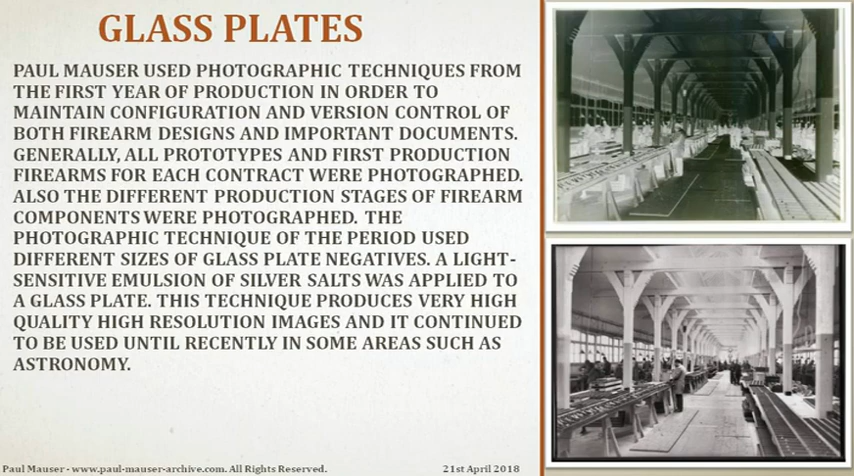 GLASS PLATES
PAUL MAUSER USED PHOTOGRAPHIC TECHNIQUES FROM
THE FIRST YEAR OF PRODUCTION IN ORDER TO
MAINTAIN CONFIGURATION AND VERSION CONTROL OF
BOTH FIREARM DESIGNS AND IMPORTANT DOCUMENTS.
GENERALLY, ALL PROTOTYPES AND FIRST PRODUCTION
FIREARMS FOR EACH CONTRACT WERE PHOTOGRAPHED.
ALSO THE DIFFERENT PRODUCTION STAGES OF FIREARM
COMPONENTS WERE PHOTOGRAPHED. THE
PHOTOGRAPHIC TECHNIQUE OF THE PERIOD USED
DIFFERENT SIZES OF GLASS PLATE NEGATIVES. A LIGHT-
SENSITIVE EMULSION OF SILVER SALTS WAS APPLIED TO
A GLASS PLATE. THIS TECHNIQUE PRODUCES VERY HIGH
QUALITY HIGH RESOLUTION IMAGES AND IT CONTINUED
TO BE USED UNTIL RECENTLY IN SOME AREAS SUCH AS
ASTRONOMY.
Paul Mauser - www.paul-mauser-archive.com. All Rights Reserved.
21st April 2018